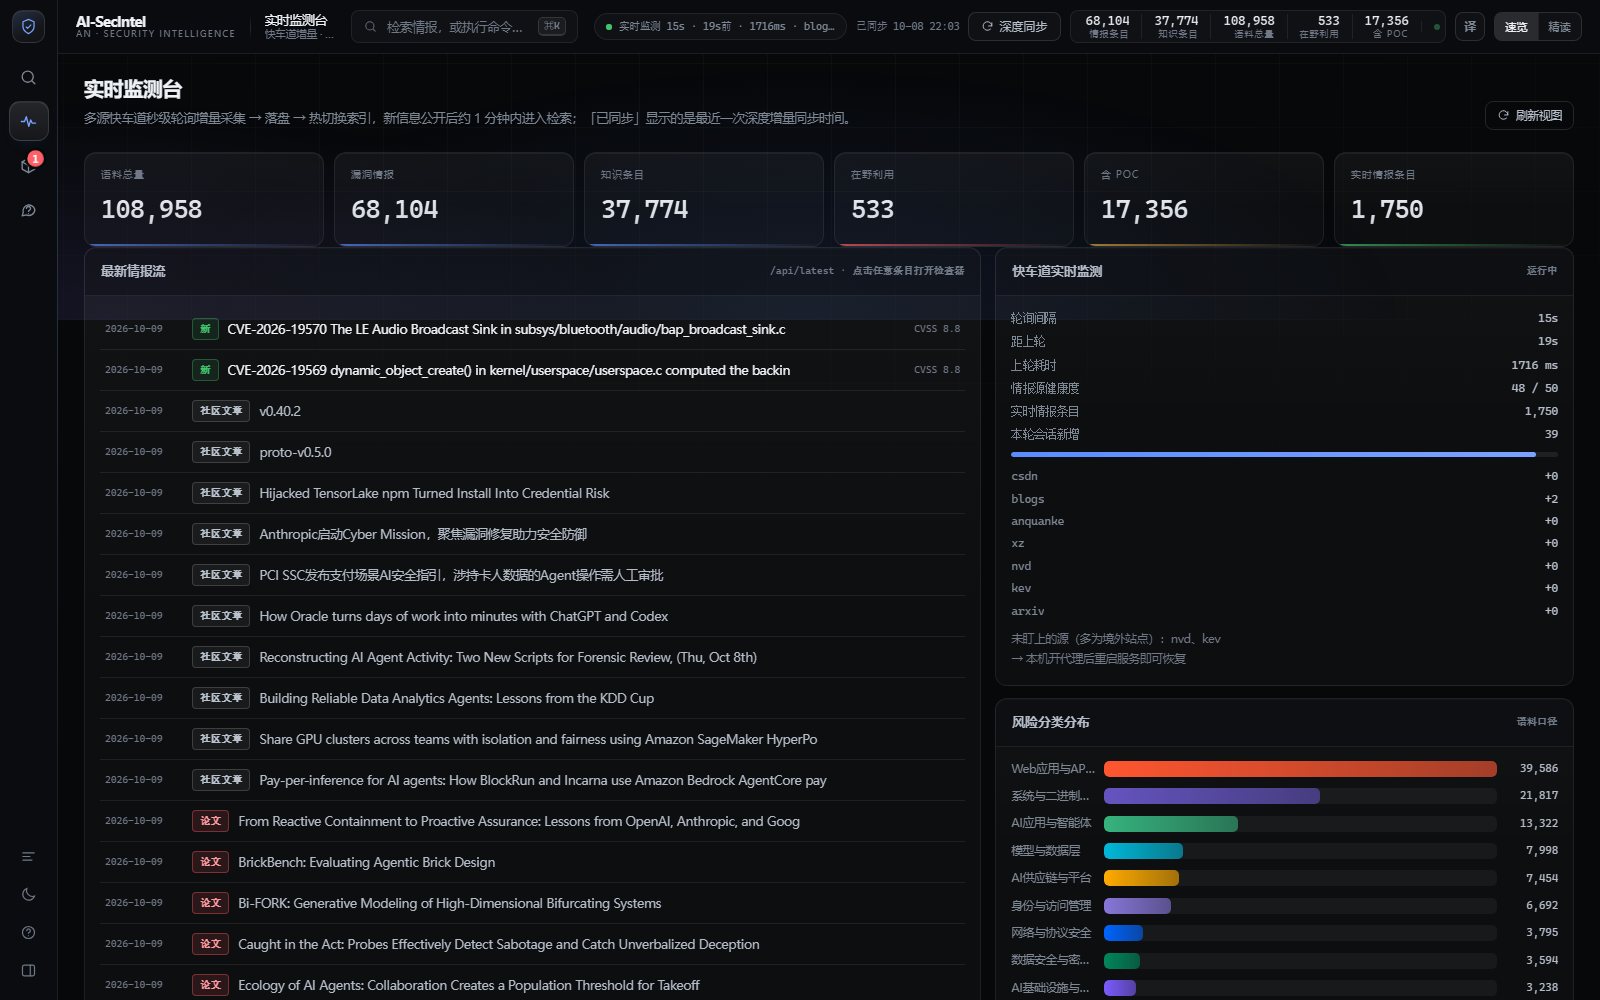 AI-SecIntel
AN · SECURITY INTELLIGENCE
实时监测台
快车道增量 · ...
检索情报，或执行命令... ⌘K
实时监测 15s · 19s前 · 1716ms · blog…
已同步 10-08 22:03
深度同步
68,104 情报条目
37,774 知识条目
108,958 语料总量
533 在野利用
17,356 含 POC
译
速览 精读
1
实时监测台
多源快车道秒级轮询增量采集 → 落盘 → 热切换索引，新信息公开后约 1 分钟内进入检索；「已同步」显示的是最近一次深度增量同步时间。
刷新视图
语料总量
108,958
漏洞情报
68,104
知识条目
37,774
在野利用
533
含 POC
17,356
实时情报条目
1,750
最新情报流 /api/latest · 点击任意条目打开检查器
2026-10-09 新 CVE-2026-19570 The LE Audio Broadcast Sink in subsys/bluetooth/audio/bap_broadcast_sink.c CVSS 8.8
2026-10-09 新 CVE-2026-19569 dynamic_object_create() in kernel/userspace/userspace.c computed the backin CVSS 8.8
2026-10-09 社区文章 v0.40.2
2026-10-09 社区文章 proto-v0.5.0
2026-10-09 社区文章 Hijacked TensorLake npm Turned Install Into Credential Risk
2026-10-09 社区文章 Anthropic启动Cyber Mission，聚焦漏洞修复助力安全防御
2026-10-09 社区文章 PCI SSC发布支付场景AI安全指引，涉持卡人数据的Agent操作需人工审批
2026-10-09 社区文章 How Oracle turns days of work into minutes with ChatGPT and Codex
2026-10-09 社区文章 Reconstructing AI Agent Activity: Two New Scripts for Forensic Review, (Thu, Oct 8th)
2026-10-09 社区文章 Building Reliable Data Analytics Agents: Lessons from the KDD Cup
2026-10-09 社区文章 Share GPU clusters across teams with isolation and fairness using Amazon SageMaker HyperPo
2026-10-09 社区文章 Pay-per-inference for AI agents: How BlockRun and Incarna use Amazon Bedrock AgentCore pay
2026-10-09 论文 From Reactive Containment to Proactive Assurance: Lessons from OpenAI, Anthropic, and Goog
2026-10-09 论文 BrickBench: Evaluating Agentic Brick Design
2026-10-09 论文 Bi-FORK: Generative Modeling of High-Dimensional Bifurcating Systems
2026-10-09 论文 Caught in the Act: Probes Effectively Detect Sabotage and Catch Unverbalized Deception
2026-10-09 论文 Ecology of AI Agents: Collaboration Creates a Population Threshold for Takeoff
快车道实时监测 运行中
轮询间隔 15s
距上轮 19s
上轮耗时 1716 ms
情报源健康度 48 / 50
实时情报条目 1,750
本轮会话新增 39
csdn +0
blogs +2
anquanke +0
xz +0
nvd +0
kev +0
arxiv +0
未盯上的源（多为境外站点）: nvd、kev
→ 本机开代理后重启服务即可恢复
风险分类分布 语料口径
Web应用与AP... 39,586
系统与二进制... 21,817
AI应用与智能体 13,322
模型与数据层 7,998
AI供应链与平台 7,454
身份与访问管理 6,692
网络与协议安全 3,795
数据安全与密... 3,594
AI基础设施与... 3,238